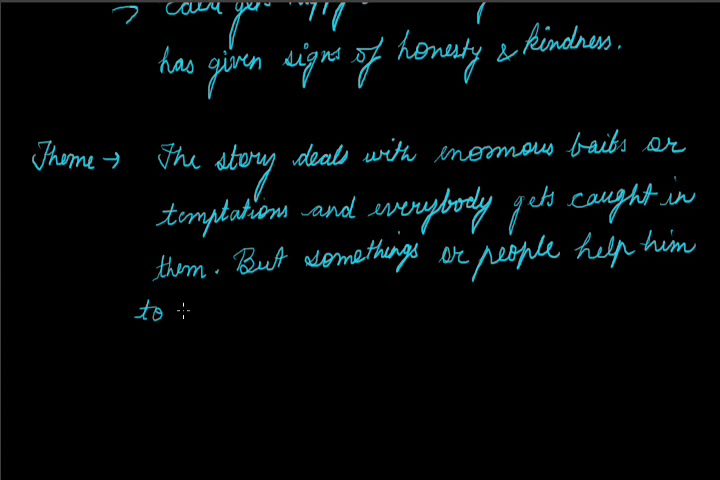 has given signs of honesty & kindness.
Theme → The story deals with enormous baits or
temptations and everybody gets caught in
them. But somethings or people help him
to